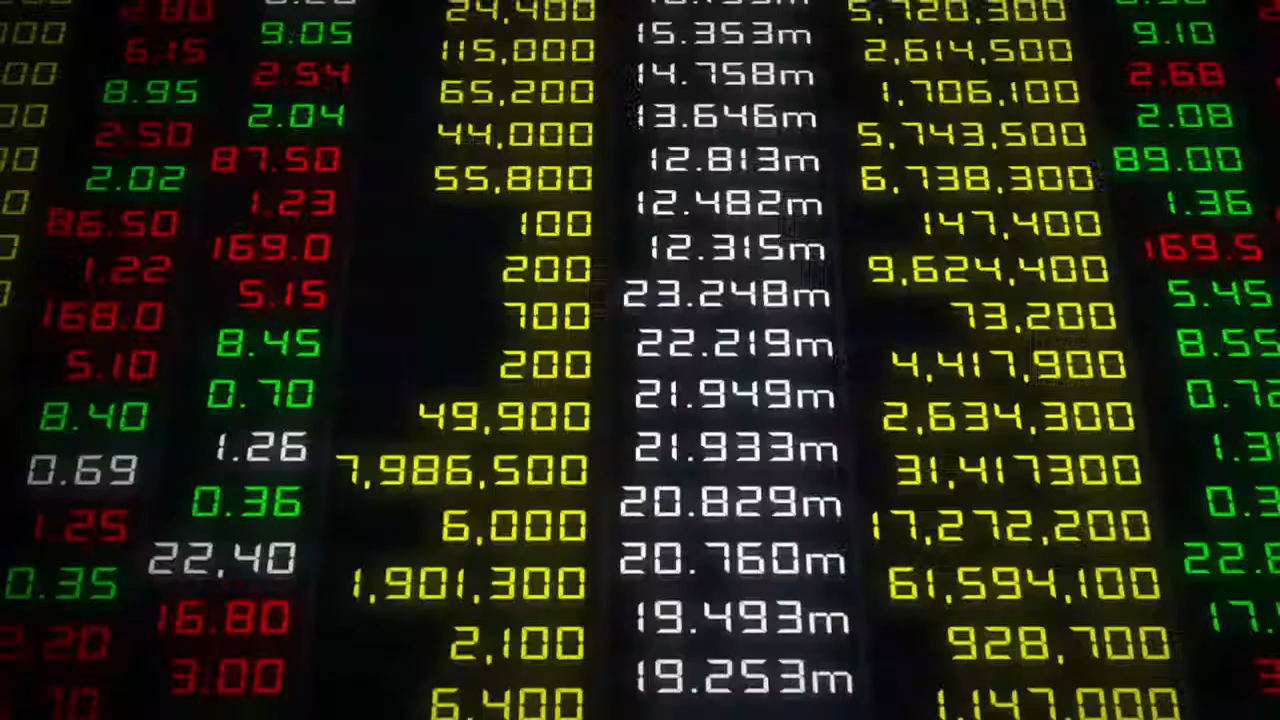 24,400 5,720,300
9.05 15.353m 9.10
6.15 115,000 2,614,500
2.54 14.758m 2.68
8.95 65,200 1,706,100
2.04 13.646m 2.08
2.50 44,000 5,743,500
87.50 12.813m 89.00
2.02 55,800 6,738,300
1.23 12.482m 1.36
86.50 100 147,400
169.0 12.315m 169.5
1.22 200 9,624,400
5.15 23.248m 5.45
168.0 700 73,200
8.45 22.219m 8.55
5.10 200 4,417,900
0.70 21.949m 0.72
8.40 49,900 2,634,300
1.26 21.933m
0.69 7,986,500 31,417300
0.36 20.829m
1.25 6,000 17,272,200
22.40 20.760m
0.35 1,901,300 61,594,100
16.80 19.493m
2.20 2,100 928,700
3.00 19.253m
6,400 1,147,000